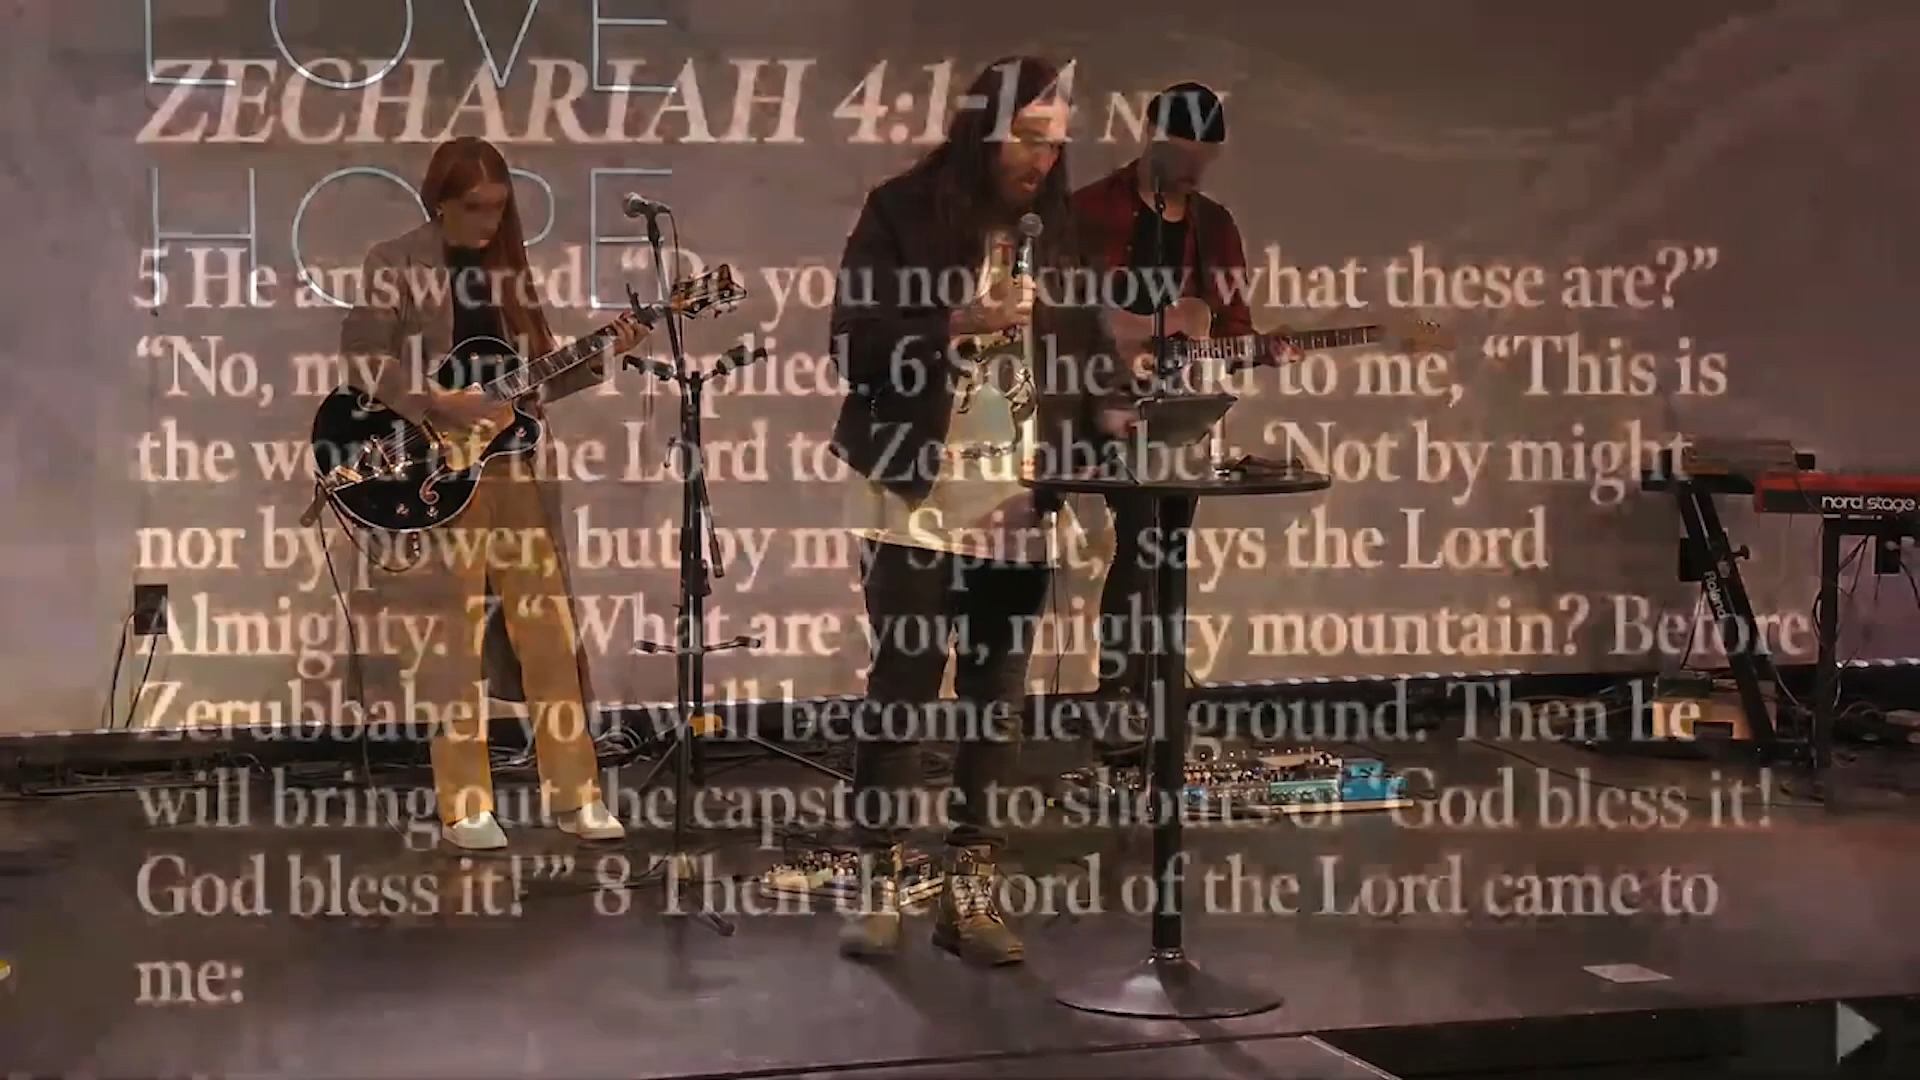 LOVE
ZECHARIAH 4:1-14 NIV
HOPE
5 He answered, “Do you not know what these are?”
“No, my lord,” I replied. 6 So he said to me, “This is
the word of the Lord to Zerubbabel: ‘Not by might
nor by power, but by my Spirit,’ says the Lord
Almighty. 7 “What are you, mighty mountain? Before
Zerubbabel you will become level ground. Then he
will bring out the capstone to shouts of ‘God bless it!
God bless it!’” 8 Then the word of the Lord came to
me:
nord stage
Roland